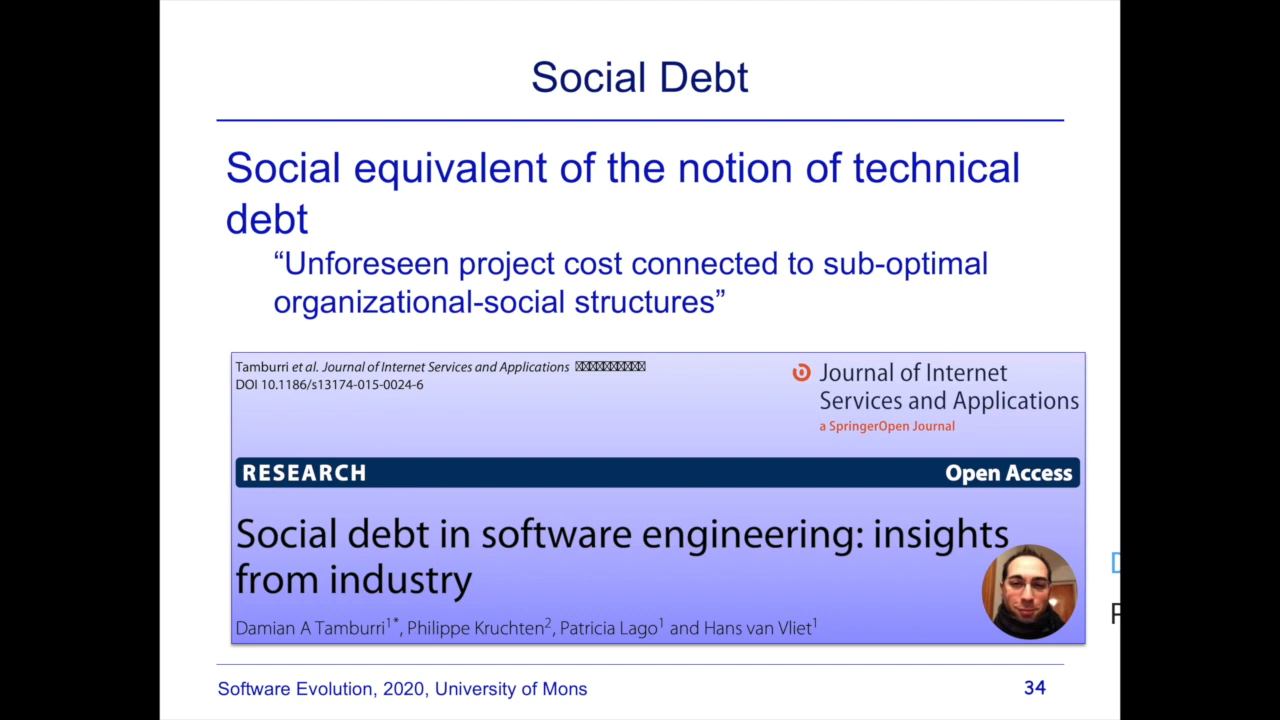 Social Debt
Social equivalent of the notion of technical
debt
“Unforeseen project cost connected to sub-optimal
organizational-social structures”
Tamburri et al. Journal of Internet Services and Applications
DOI 10.1186/s13174-015-0024-6
Journal of Internet
Services and Applications
a SpringerOpen Journal
RESEARCH
Open Access
Social debt in software engineering: insights
from industry
Damian A Tamburri1*, Philippe Kruchten2, Patricia Lago1 and Hans van Vliet1
Software Evolution, 2020, University of Mons
34